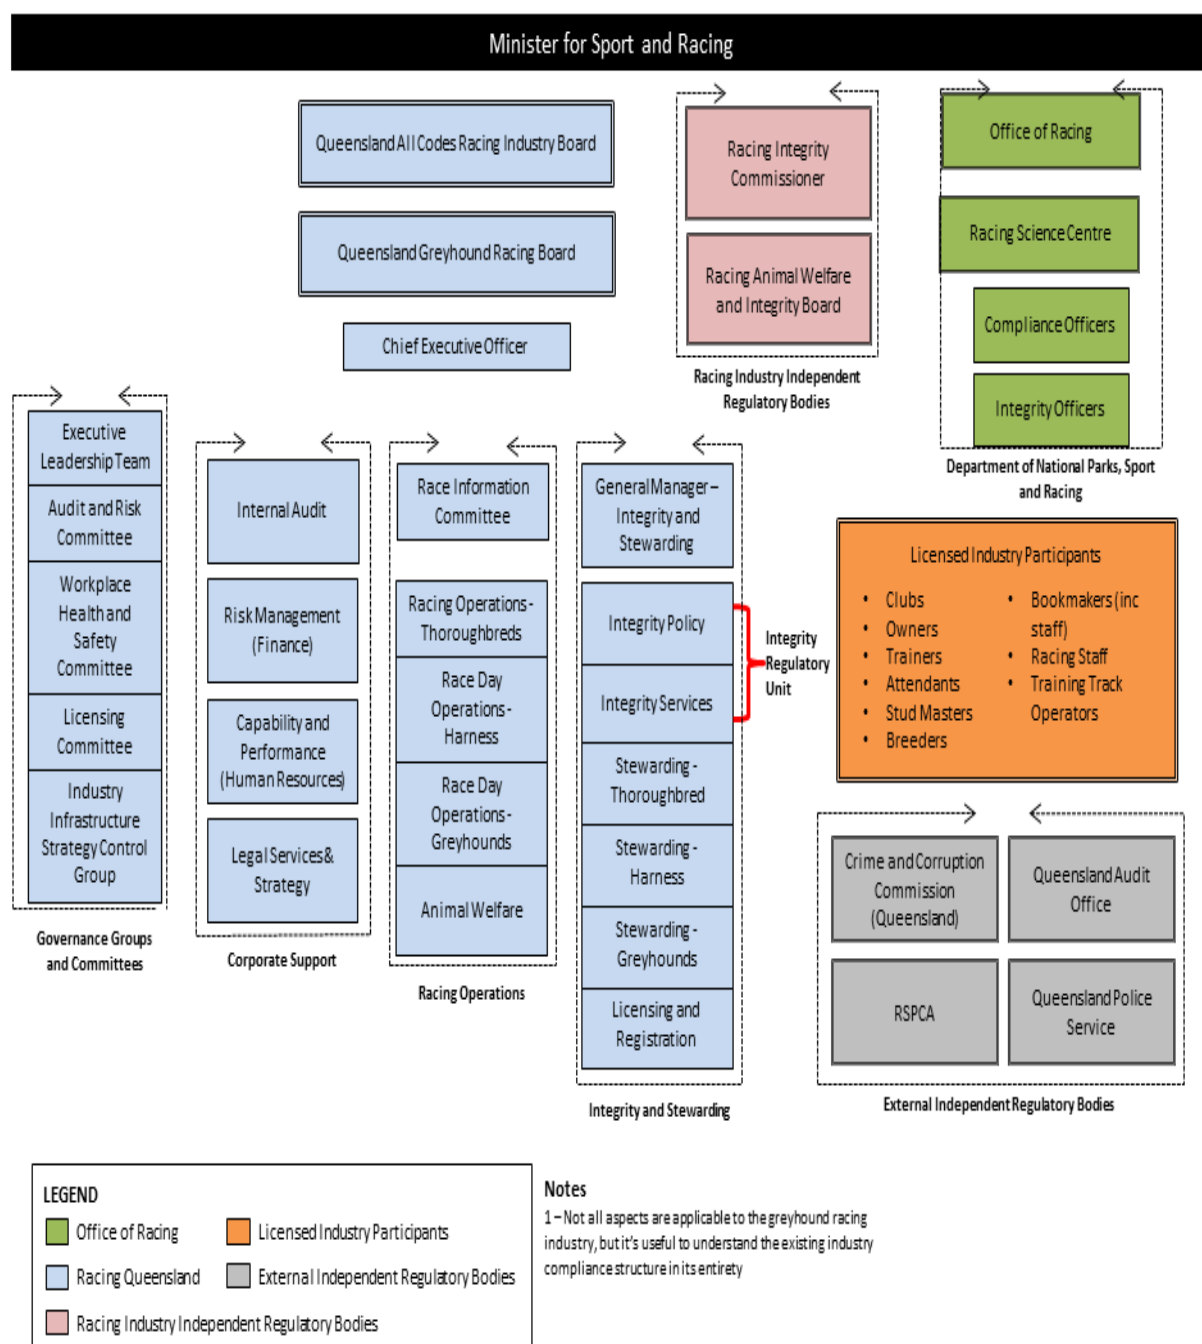 Minister for Sport and Racing
Queensland All Codes Racing Industry Board
Queensland Greyhound Racing Board
Chief Executive Officer
Racing Integrity
Commissioner
Racing Animal Welfare
and Integrity Board
Racing Industry Independent
Regulatory Bodies
Office of Racing
Racing Science Centre
Compliance Officers
Integrity Officers
Department of National Parks, Sport
and Racing
Executive
Leadership Team
Audit and Risk
Committee
Workplace
Health and
Safety
Committee
Licensing
Committee
Industry
Infrastructure
Strategy Control
Group
Governance Groups
and Committees
Internal Audit
Risk Management
(Finance)
Capability and
Performance
(Human Resources)
Legal Services &
Strategy
Corporate Support
Race Information
Committee
Racing Operations -
Thoroughbreds
Race Day
Operations -
Harness
Race Day
Operations -
Greyhounds
Animal Welfare
Racing Operations
General Manager –
Integrity and
Stewarding
Integrity Policy
Integrity Services
Stewarding -
Thoroughbred
Stewarding -
Harness
Stewarding -
Greyhounds
Licensing and
Registration
Integrity and Stewarding
Integrity
Regulatory
Unit
Licensed Industry Participants
• Clubs
• Owners
• Trainers
• Attendants
• Stud Masters
• Breeders
• Bookmakers (inc
staff)
• Racing Staff
• Training Track
Operators
Crime and Corruption
Commission
(Queensland)
Queensland Audit
Office
RSPCA
Queensland Police
Service
External Independent Regulatory Bodies
LEGEND
Office of Racing
Licensed Industry Participants
Racing Queensland
External Independent Regulatory Bodies
Racing Industry Independent Regulatory Bodies
Notes
1 – Not all aspects are applicable to the greyhound racing
industry, but it's useful to understand the existing industry
compliance structure in its entirety